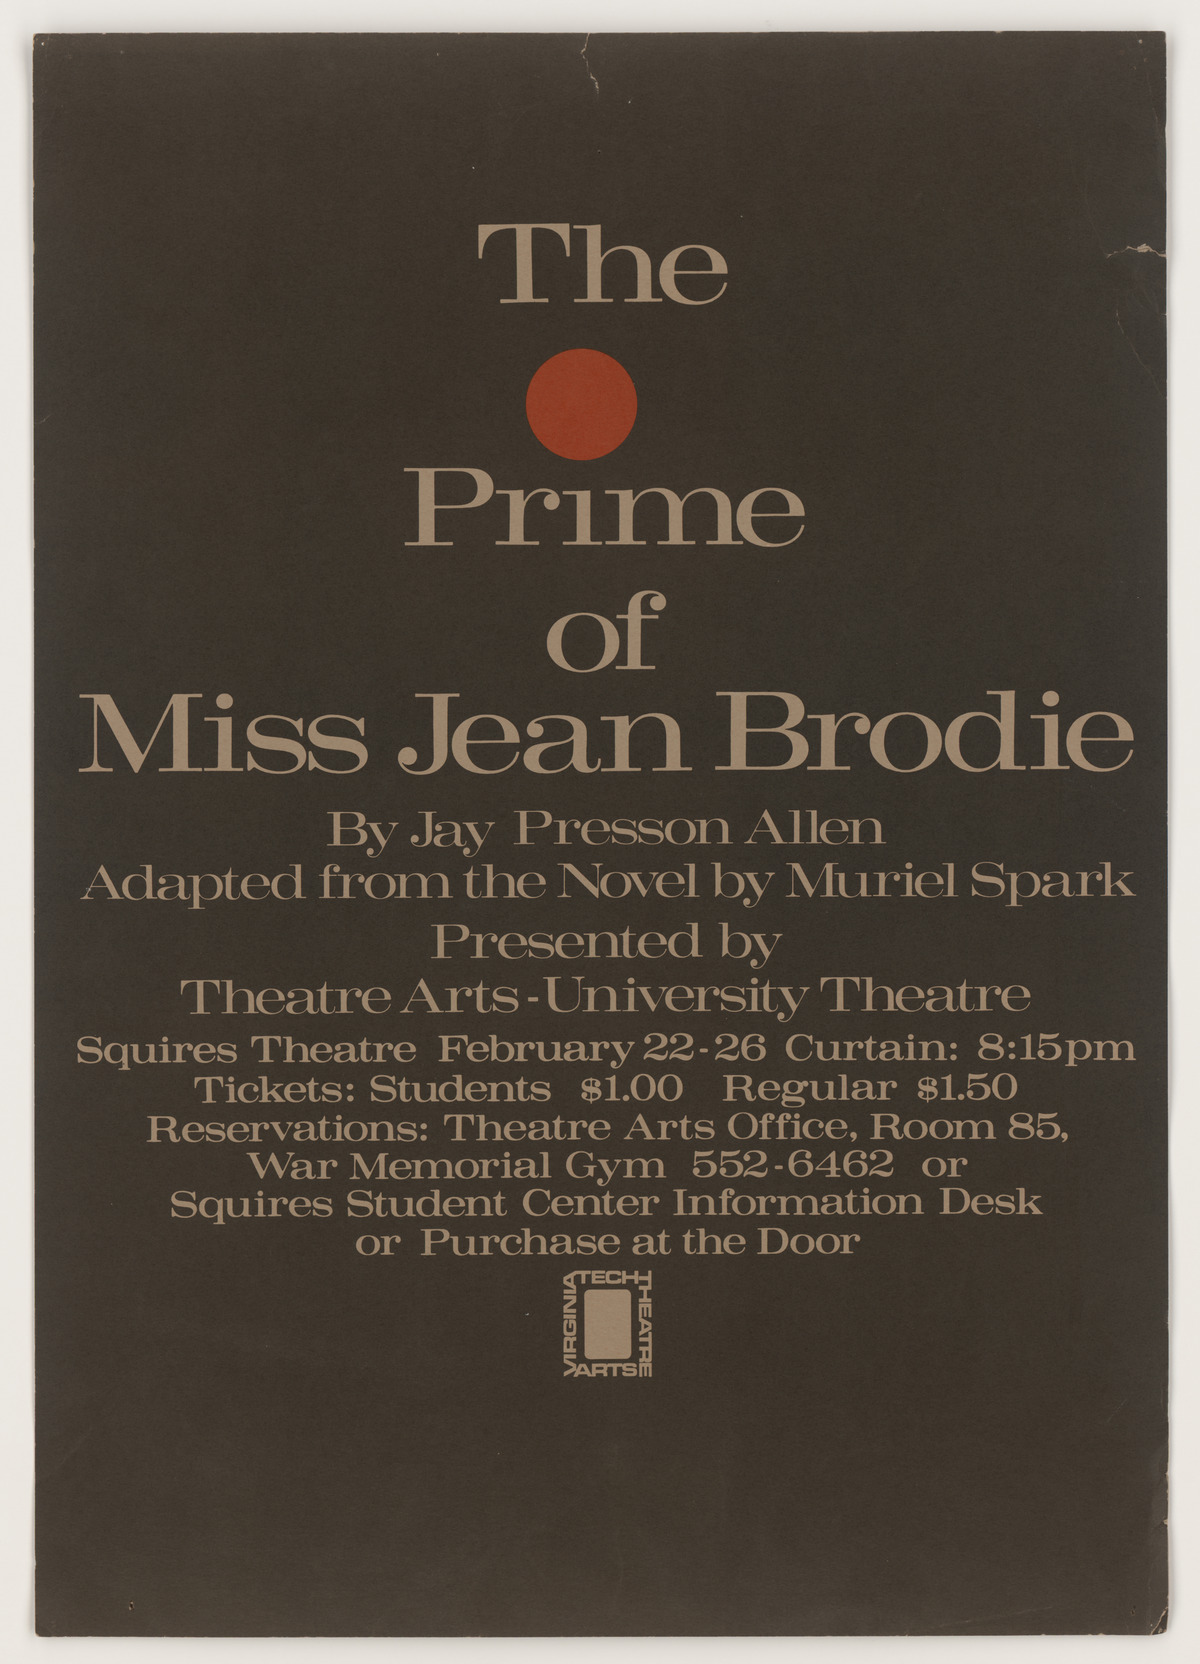 The
Prime
of
Miss Jean Brodie
By Jay Presson Allen
Adapted from the Novel by Muriel Spark
Presented by
Theatre Arts-University Theatre
Squires Theatre February 22-26 Curtain: 8:15pm
Tickets: Students $1.00 Regular $1.50
Reservations: Theatre Arts Office, Room 85,
War Memorial Gym 552-6462 or
Squires Student Center Information Desk
or Purchase at the Door
VIRGINIA
TECH
THEATRE
ARTS